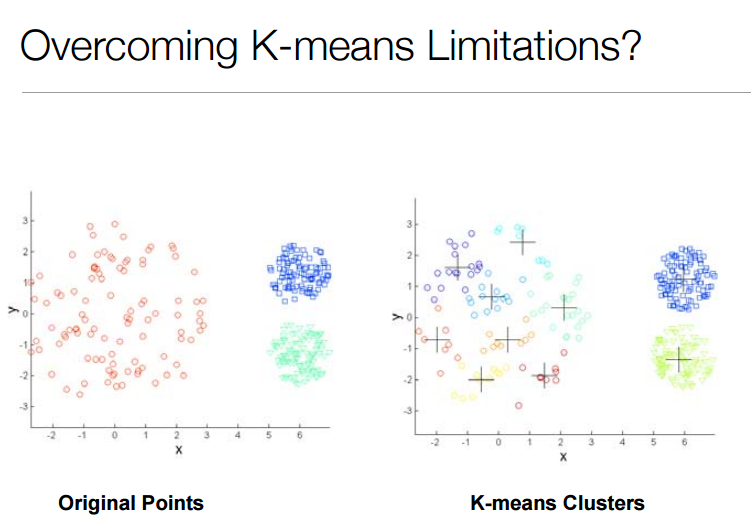 Overcoming K-means Limitations?
3
2
1
0
-1
-2
-3
y
-2 -1 0 1 2 3 4 5 6
x
3
2
1
0
-1
-2
-3
y
-2 -1 0 1 2 3 4 5 6
x
Original Points
K-means Clusters